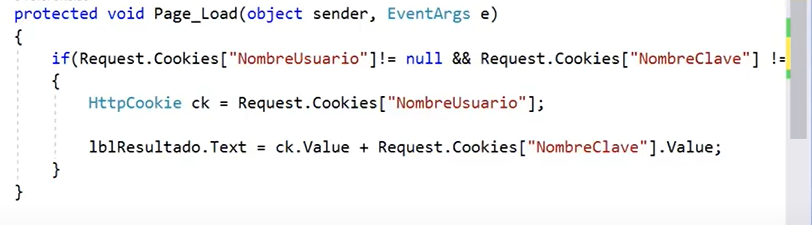 protected void Page_Load(object sender, EventArgs e)
{
if(Request.Cookies["NombreUsuario"]!= null && Request.Cookies["NombreClave"] !=
{
HttpCookie ck = Request.Cookies["NombreUsuario"];
lblResultado.Text = ck.Value + Request.Cookies["NombreClave"].Value;
}
}